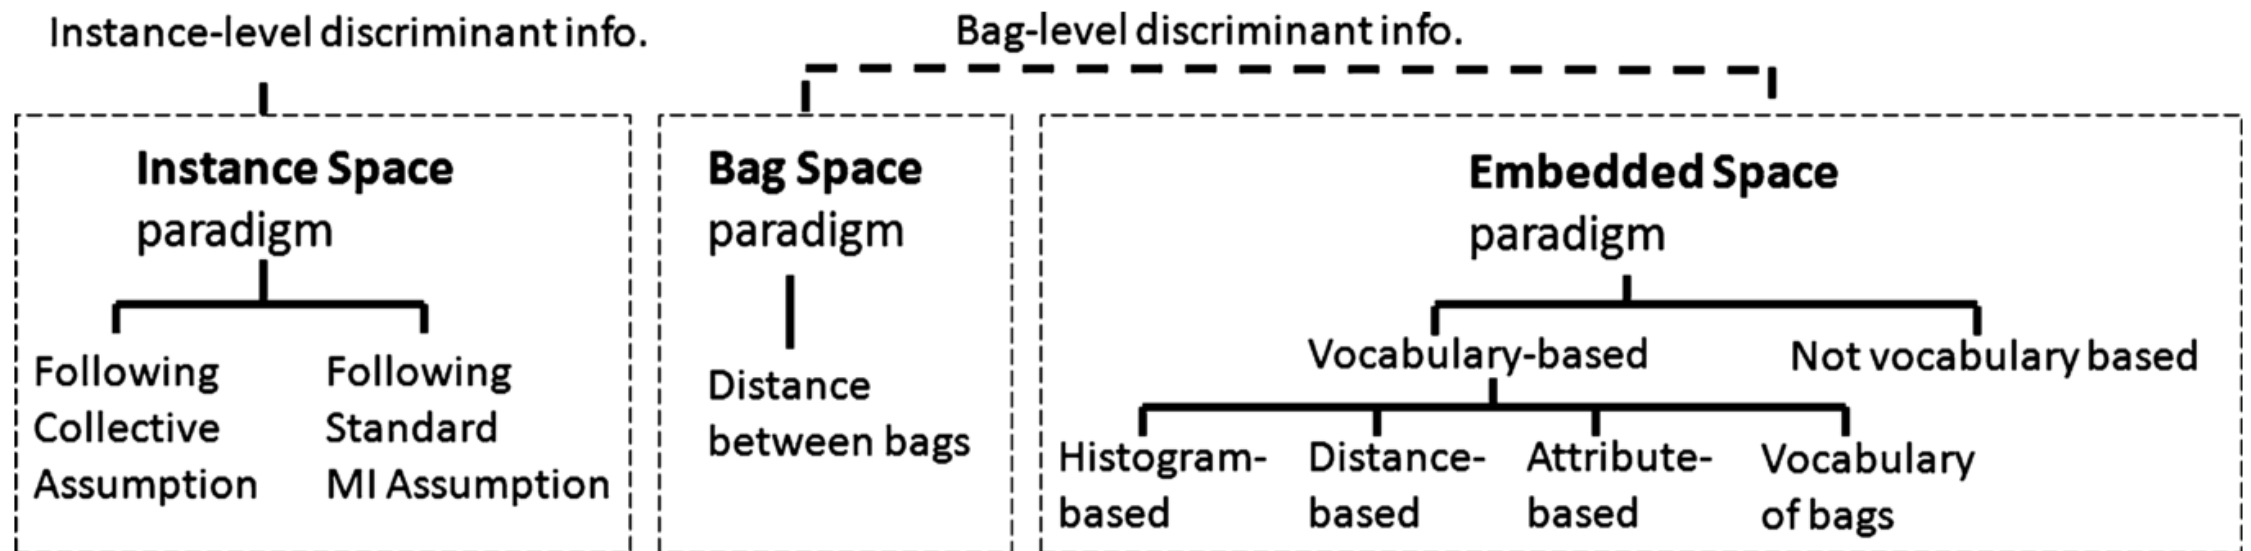 Instance-level discriminant info.
Bag-level discriminant info.
Instance Space
paradigm
Following
Collective
Assumption
Following
Standard
MI Assumption
Bag Space
paradigm
Distance
between bags
Embedded Space
paradigm
Vocabulary-based
Not vocabulary based
Histogram-
based
Distance-
based
Attribute-
based
Vocabulary
of bags